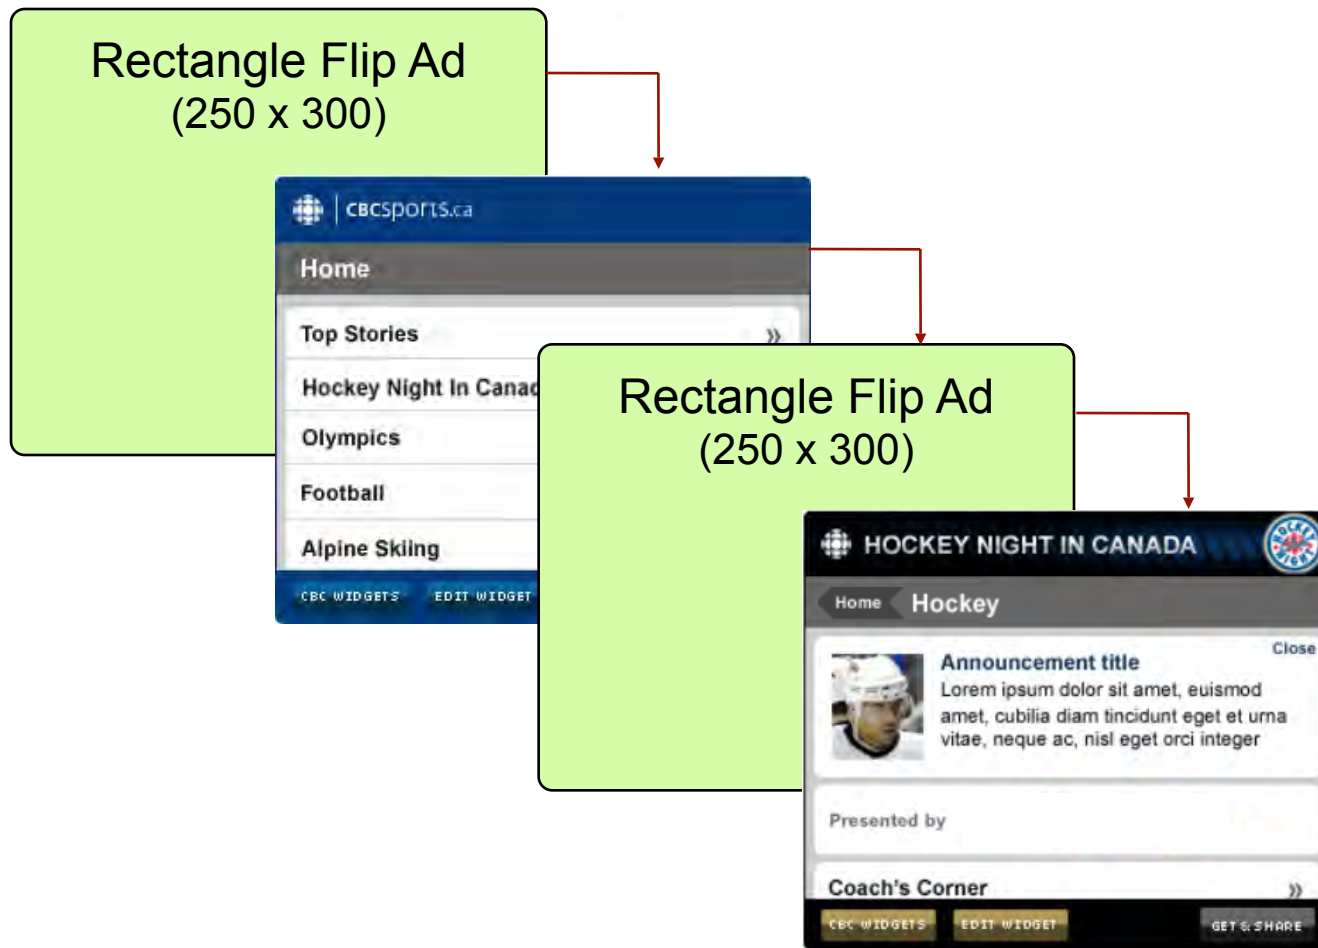 Rectangle Flip Ad
(250 x 300)
CBCSports.ca
Home
Top Stories
»
Hockey Night In Canad
Olympics
Football
Alpine Skiing
CBC WIDGETS
EDIT WIDGET
Rectangle Flip Ad
(250 x 300)
HOCKEY NIGHT IN CANADA
HOCKEY
NIGHT
Home
Hockey
Close
Announcement title
Lorem ipsum dolor sit amet, euismod
amet, cubilia diam tincidunt eget et urna
vitae, neque ac, nisl eget orci integer
Presented by
Coach's Corner
»
CBC WIDGETS
EDIT WIDGET
GET & SHARE